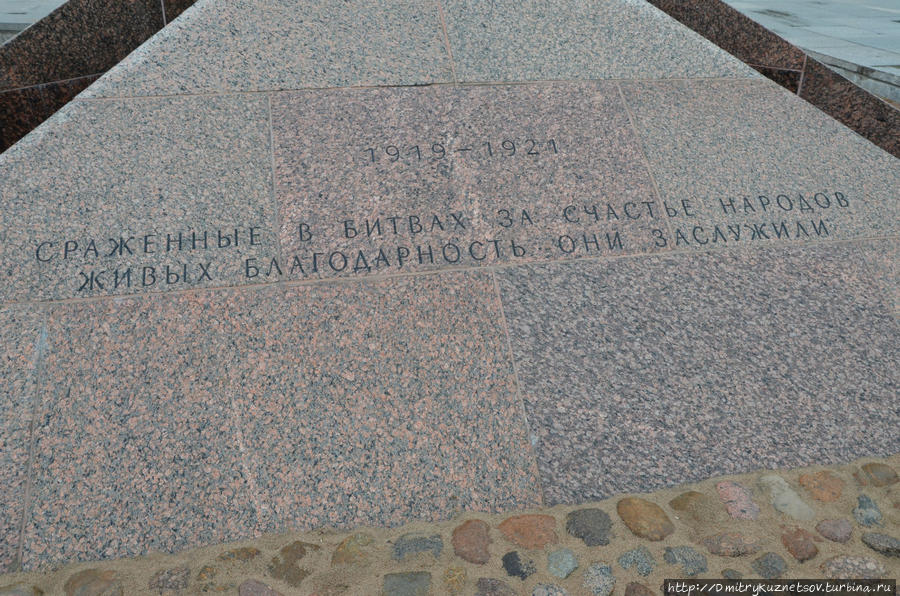 1919–1921
СРАЖЕННЫЕ В БИТВАХ ЗА СЧАСТЬЕ НАРОДОВ
ЖИВЫХ БЛАГОДАРНОСТЬ ОНИ ЗАСЛУЖИЛИ
http://DmitryKuznetsov.turbina.ru/